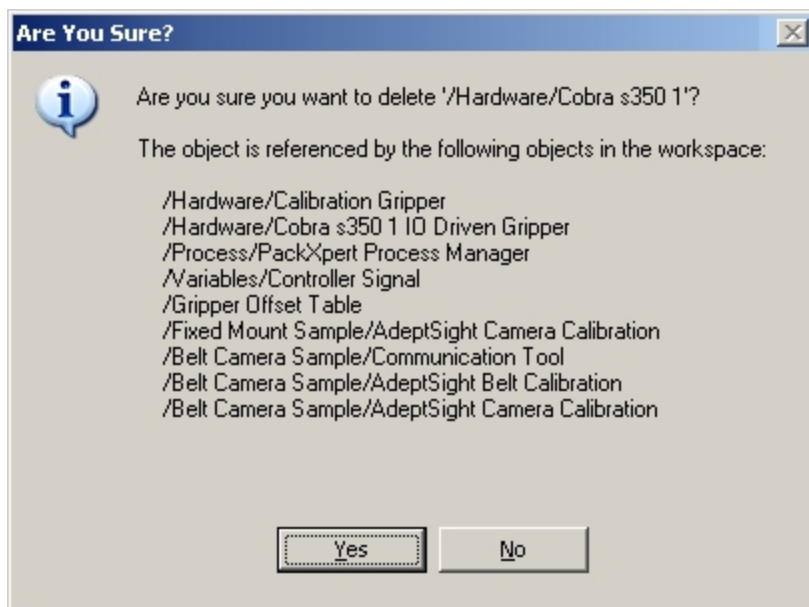 Are You Sure?
Are you sure you want to delete '/Hardware/Cobra s350 1'?
The object is referenced by the following objects in the workspace:
/Hardware/Calibration Gripper
/Hardware/Cobra s350 1 IO Driven Gripper
/Process/PackXpert Process Manager
/Variables/Controller Signal
/Gripper Offset Table
/Fixed Mount Sample/AdeptSight Camera Calibration
/Belt Camera Sample/Communication Tool
/Belt Camera Sample/AdeptSight Belt Calibration
/Belt Camera Sample/AdeptSight Camera Calibration
Yes No